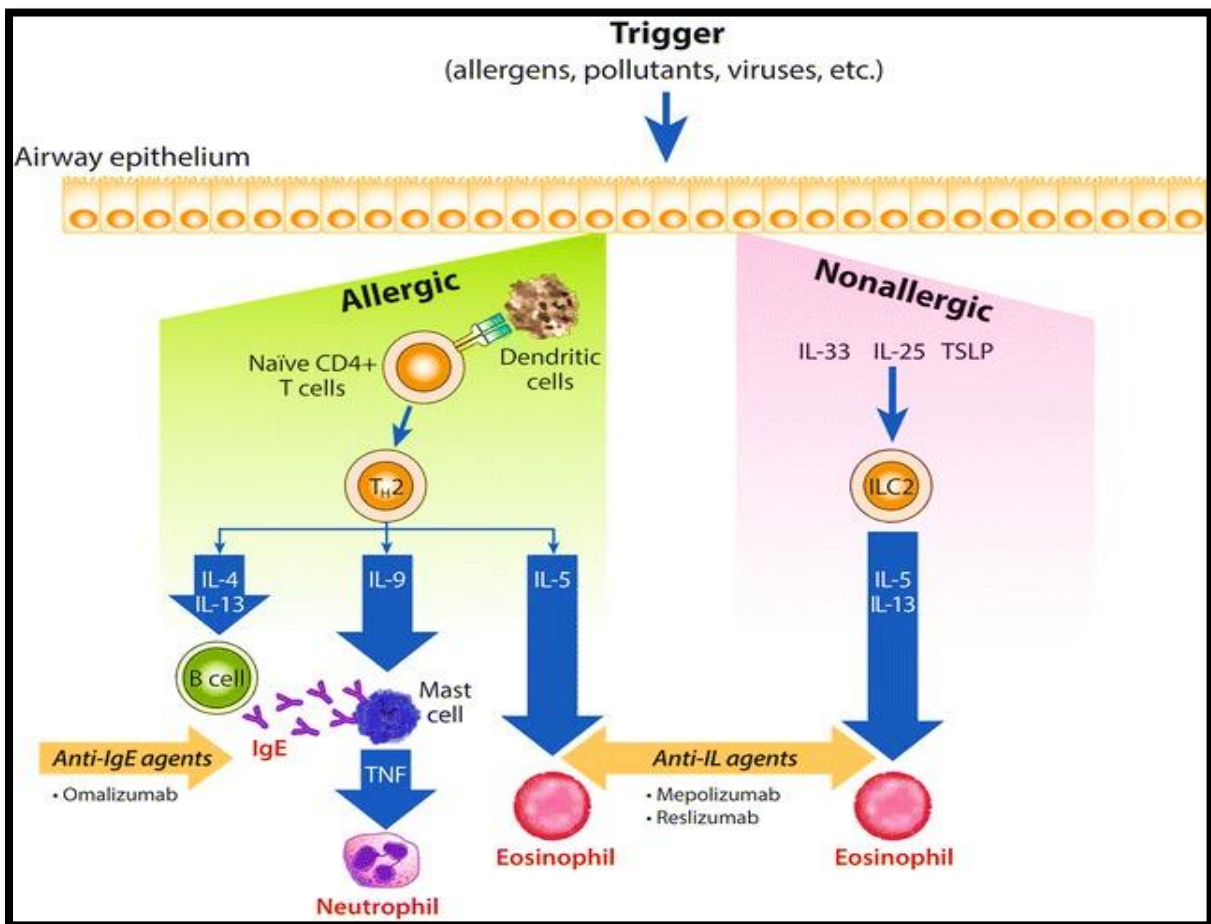 Trigger
(allergens, pollutants, viruses, etc.)
Airway epithelium
Allergic
Naïve CD4+
T cells
Dendritic
cells
TH2
IL-4
IL-13
IL-9
IL-5
B cell
Mast
cell
IgE
Anti-IgE agents
• Omalizumab
TNF
Neutrophil
Eosinophil
Nonallergic
IL-33 IL-25 TSLP
ILC2
IL-5
IL-13
Anti-IL agents
• Mepolizumab
• Reslizumab
Eosinophil